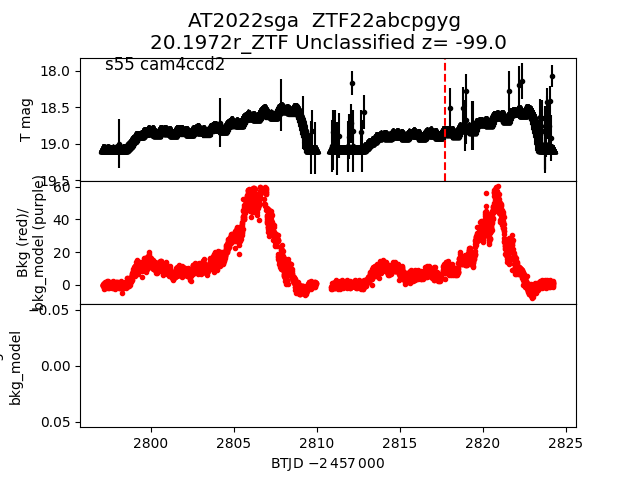 AT2022sga  ZTF22abcpgyg
20.1972r_ZTF Unclassified z= -99.0
s55 cam4ccd2
T mag
18.0
18.5
19.0
19.5
Bkg (red)/
bkg_model (purple)
60
40
20
0
bkg_model
0.05
0.00
0.05
2800
2805
2810
2815
2820
2825
BTJD −2 457 000